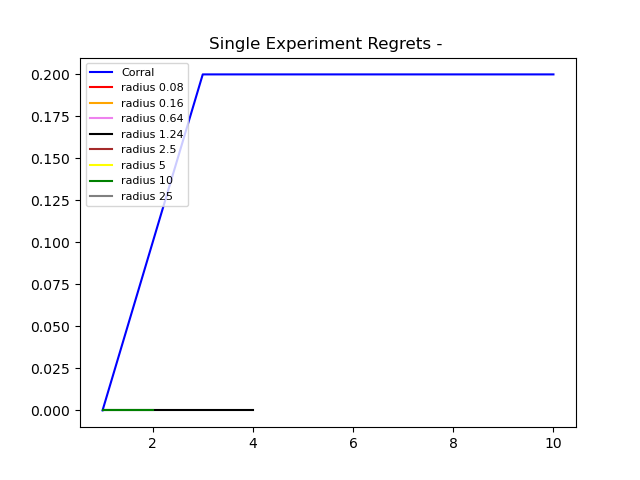 Single Experiment Regrets -
0.200
0.175
0.150
0.125
0.100
0.075
0.050
0.025
0.000
Corral
radius 0.08
radius 0.16
radius 0.64
radius 1.24
radius 2.5
radius 5
radius 10
radius 25
2 4 6 8 10